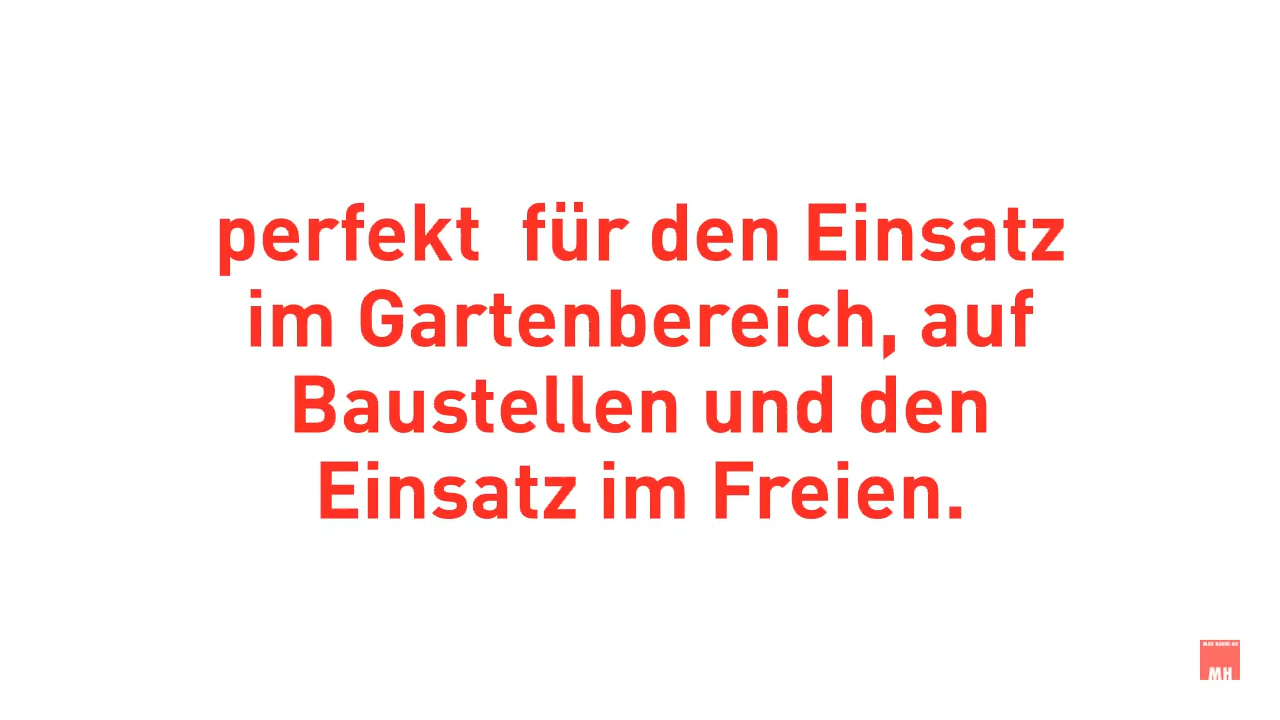 perfekt  für den Einsatz
im Gartenbereich, auf
Baustellen und den
Einsatz im Freien.
MH